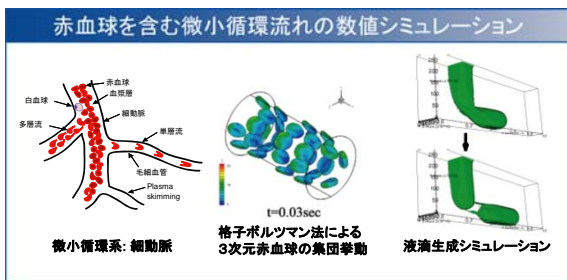 赤血球を含む微小循環流れの数値シミュレーション
赤血球
血漿層
白血球
細動脈
多層流
単層流
毛細血管
Plasma
skimming
微小循環系: 細動脈
t=0.03sec
格子ボルツマン法による
3次元赤血球の集団挙動
液滴生成シミュレーション